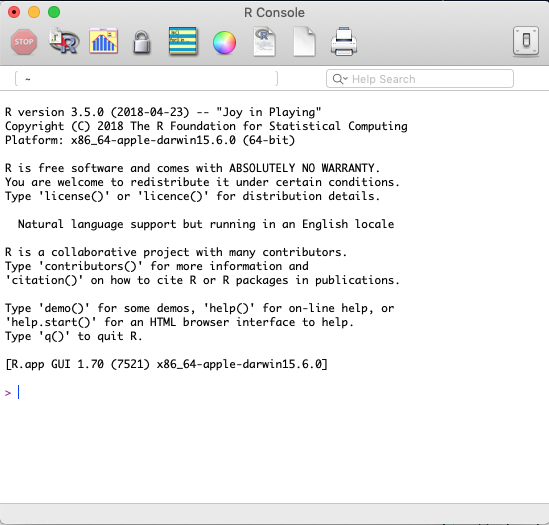 R Console
STOP
R
~
Help Search
R version 3.5.0 (2018-04-23) -- "Joy in Playing"
Copyright (C) 2018 The R Foundation for Statistical Computing
Platform: x86_64-apple-darwin15.6.0 (64-bit)
R is free software and comes with ABSOLUTELY NO WARRANTY.
You are welcome to redistribute it under certain conditions.
Type 'license()' or 'licence()' for distribution details.
Natural language support but running in an English locale
R is a collaborative project with many contributors.
Type 'contributors()' for more information and
'citation()' on how to cite R or R packages in publications.
Type 'demo()' for some demos, 'help()' for on-line help, or
'help.start()' for an HTML browser interface to help.
Type 'q()' to quit R.
[R.app GUI 1.70 (7521) x86_64-apple-darwin15.6.0]
>